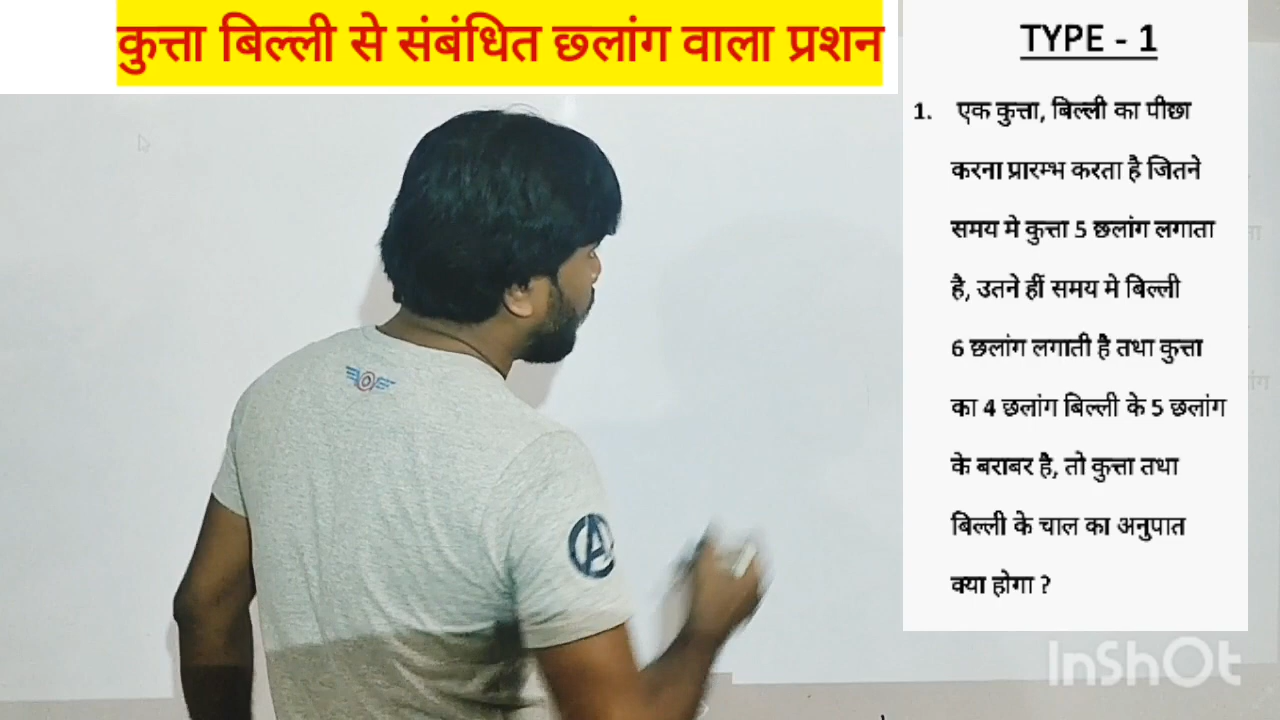 कुत्ता बिल्ली से संबंधित छलांग वाला प्रशन
TYPE - 1
1. एक कुत्ता, बिल्ली का पीछा
करना प्रारम्भ करता है जितने
समय मे कुत्ता 5 छलांग लगाता
है, उतने हीं समय मे बिल्ली
6 छलांग लगाती है तथा कुत्ता
का 4 छलांग बिल्ली के 5 छलांग
के बराबर है, तो कुत्ता तथा
बिल्ली के चाल का अनुपात
क्या होगा ?
InShOt